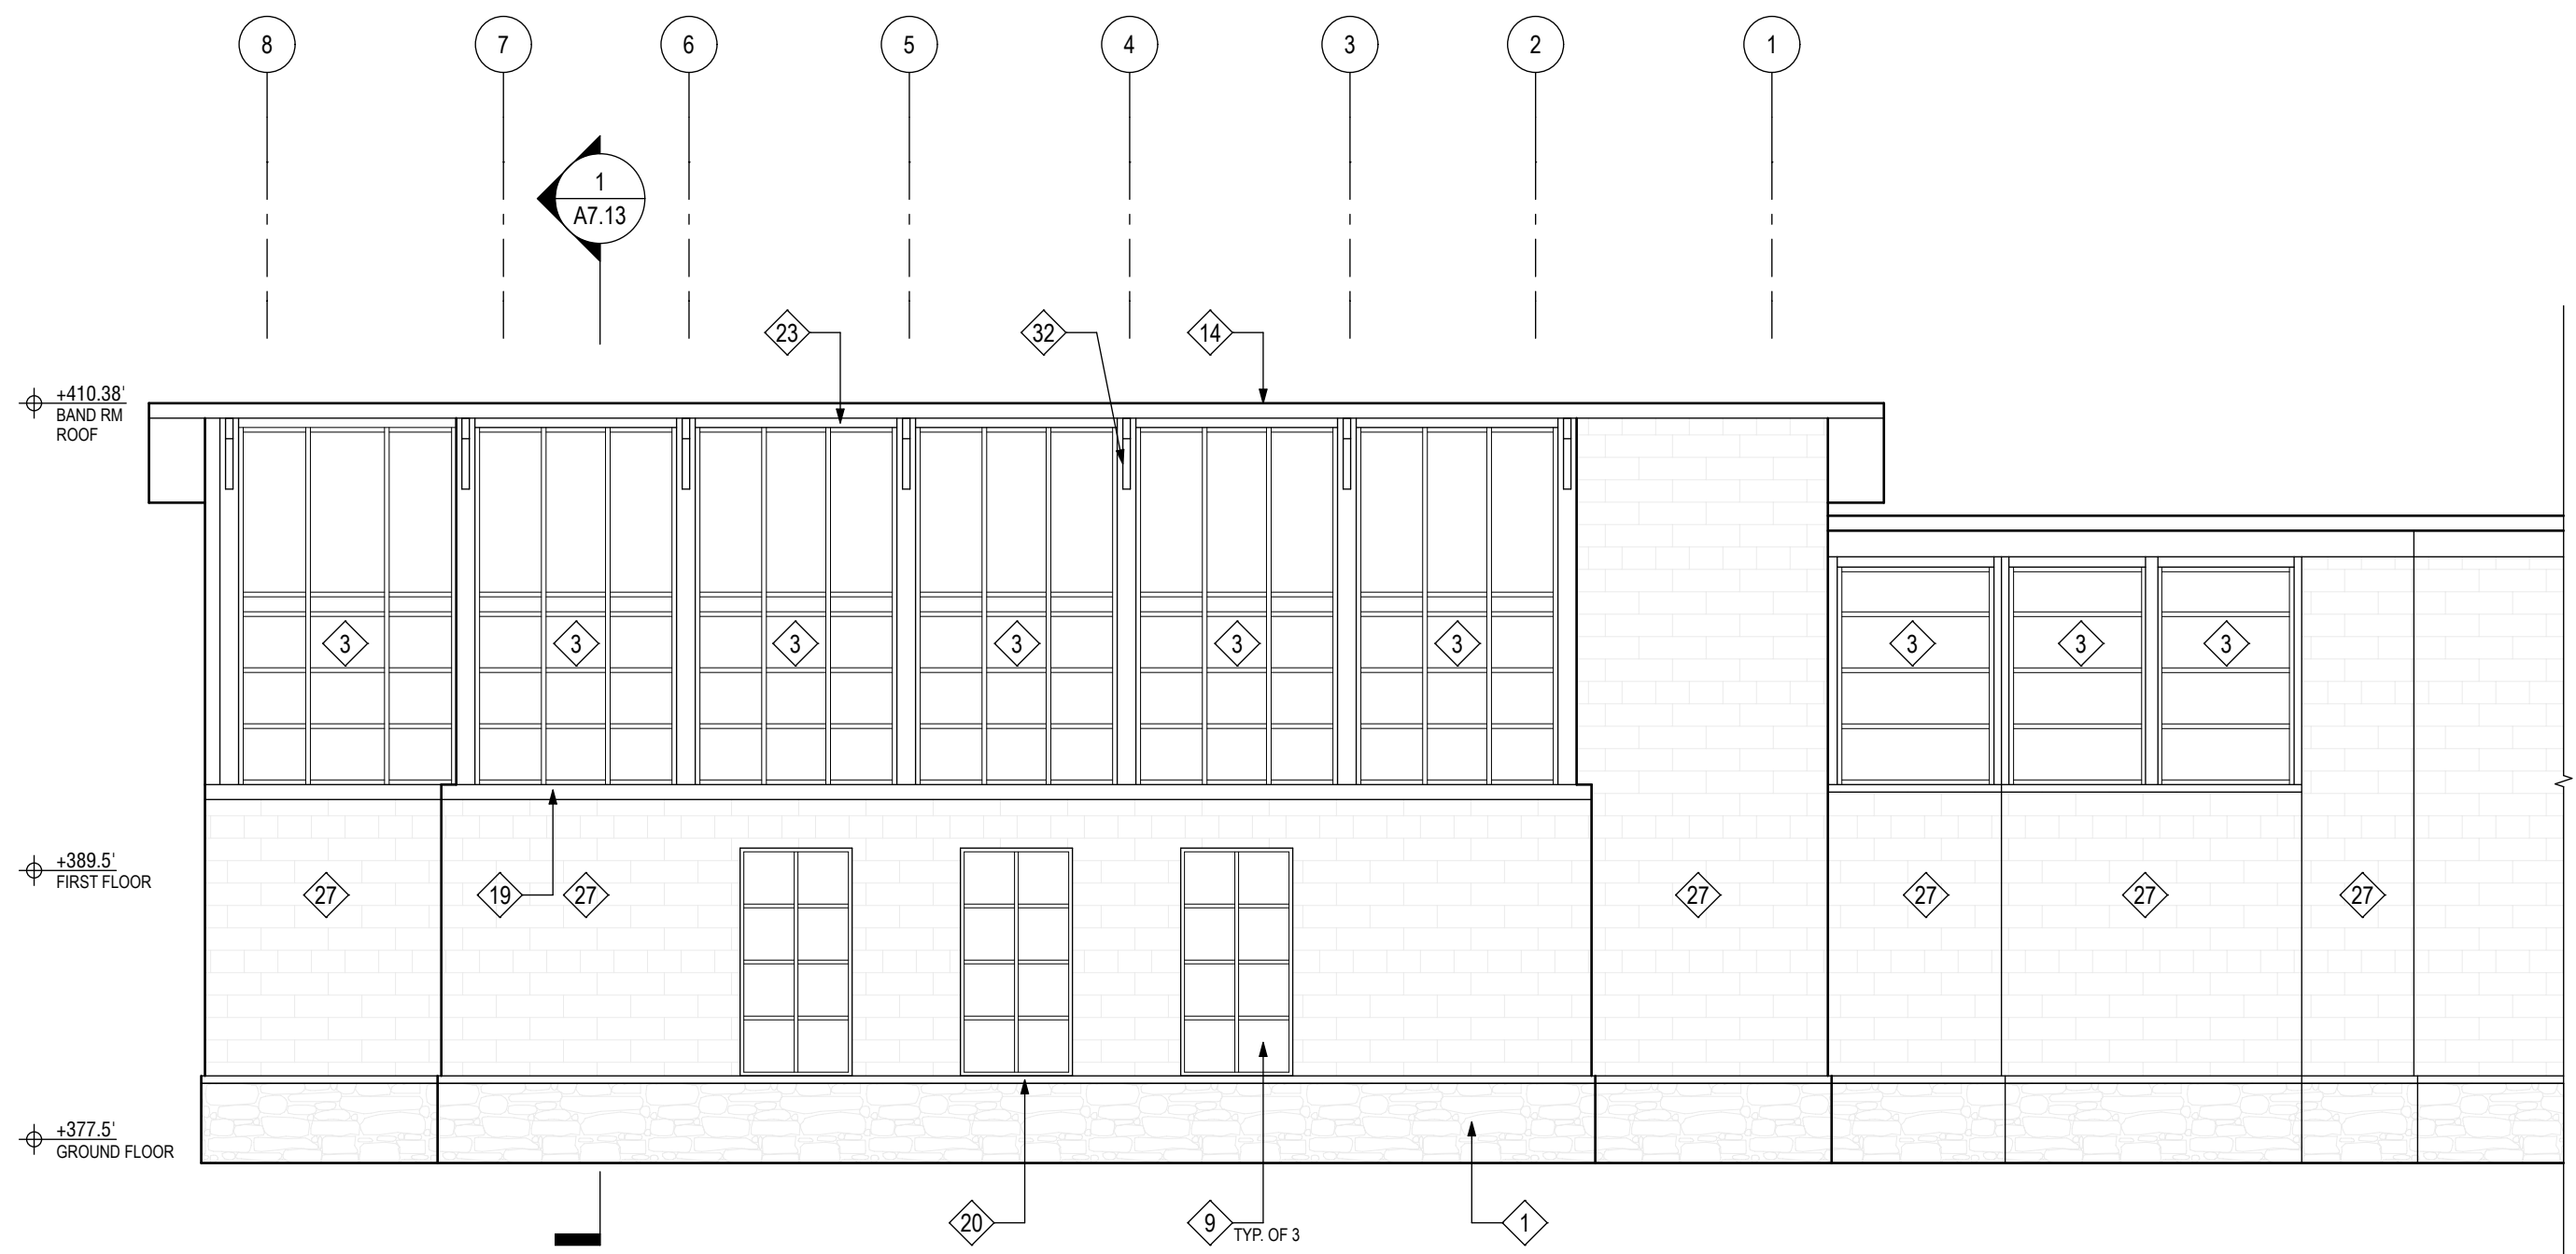 8 7 6 5 4 3 2 1
1
A7.13
23 32 14
+410.38'
BAND RM
ROOF
3 3 3 3 3 3 3 3 3
+389.5'
FIRST FLOOR
27 19 27 27 27 27 27
+377.5'
GROUND FLOOR
20 9 TYP. OF 3 1